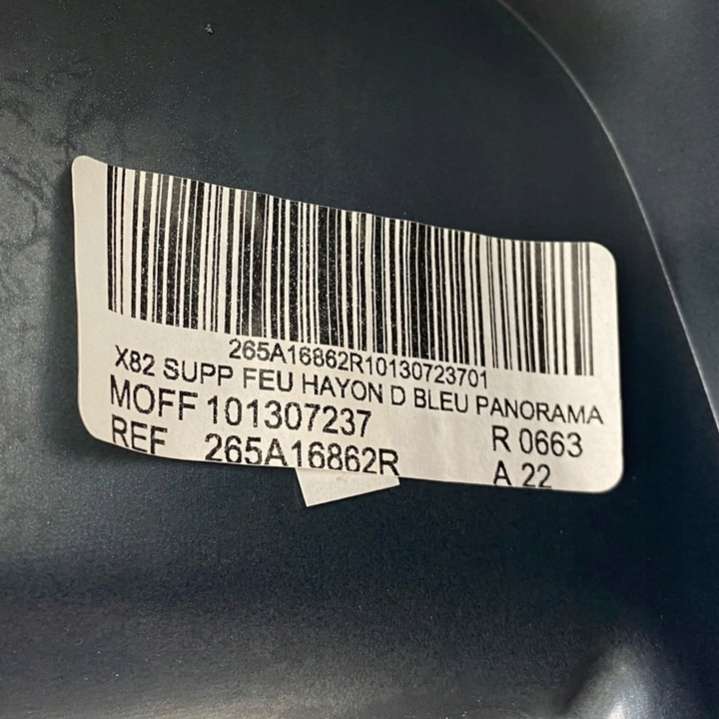 265A16862R10130723701
X82 SUPP FEU HAYON D BLEU PANORAMA
MOFF 101307237 R 0663
REF 265A16862R A 22